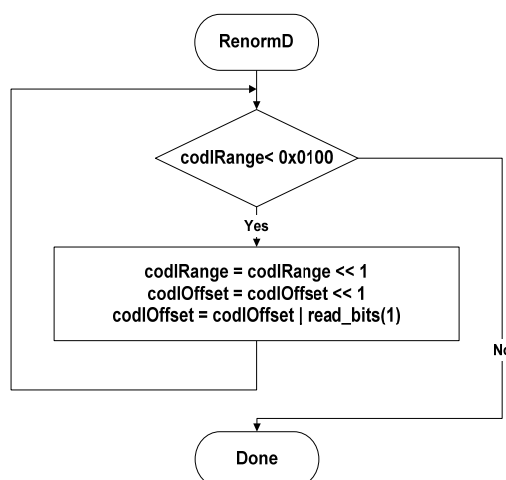 RenormD
codIRange< 0x0100
Yes
codIRange = codIRange << 1
codIOffset = codIOffset << 1
codIOffset = codIOffset | read_bits(1)
No
Done